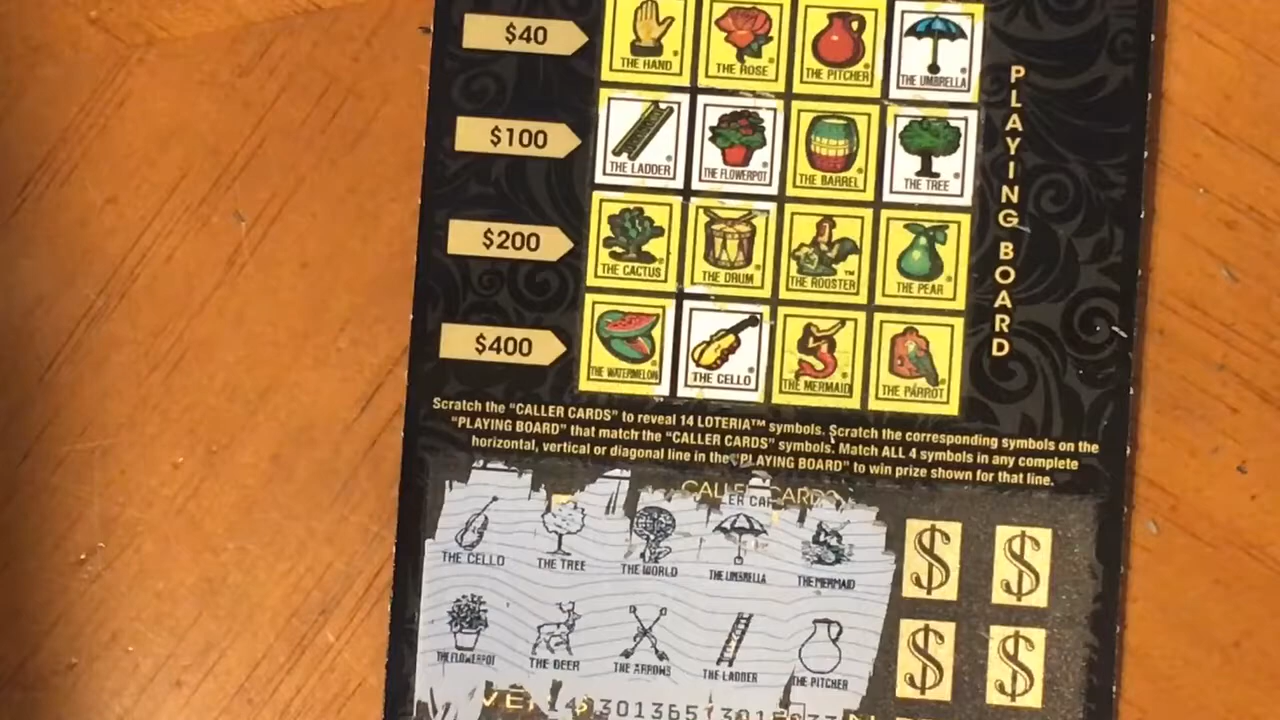 $40
THE HAND THE ROSE THE PITCHER THE UMBRELLA
$100
THE LADDER THE FLOWERPOT THE BARREL THE TREE
$200
THE CACTUS THE DRUM THE ROOSTER™ THE PEAR
$400
THE WATERMELON THE CELLO THE MERMAID THE PARROT
PLAYING BOARD
Scratch the "CALLER CARDS" to reveal 14 LOTERIA™ symbols. Scratch the corresponding symbols on the
"PLAYING BOARD" that match the "CALLER CARDS" symbols. Match ALL 4 symbols in any complete
horizontal, vertical or diagonal line in the "PLAYING BOARD" to win prize shown for that line.
CALLER CARDS
THE CELLO THE TREE THE WORLD THE UMBRELLA THE MERMAID $ $
THE FLOWERPOT THE DEER THE ARROWS THE LADDER THE PITCHER $ $